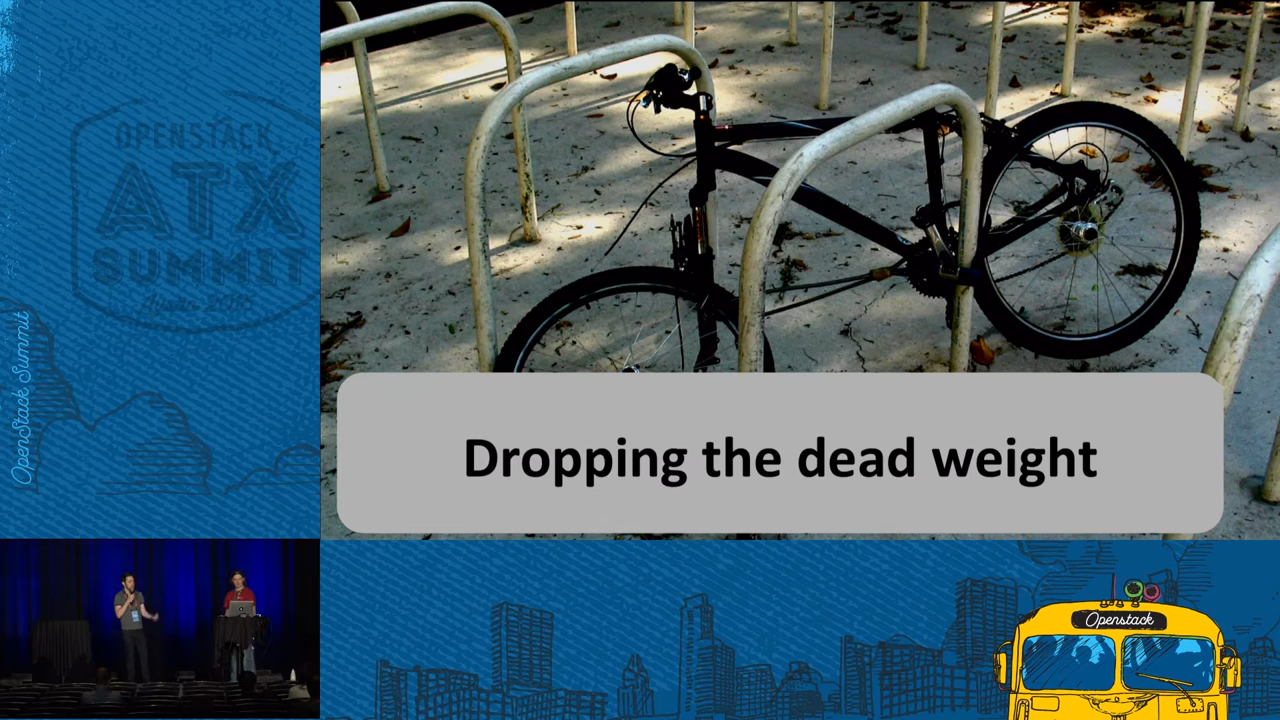 OPENSTACK
ATX
SUMMIT
OpenStack Summit
Dropping the dead weight
Openstack